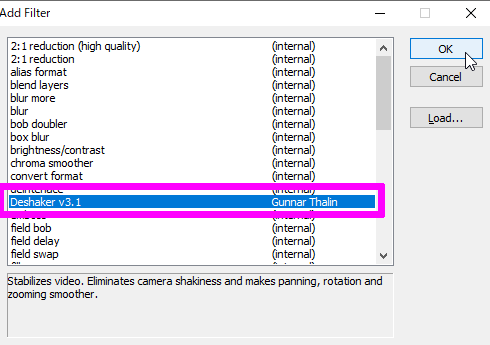 Add Filter
2:1 reduction (high quality) (internal)
2:1 reduction (internal)
alias format (internal)
blend layers (internal)
blur more (internal)
blur (internal)
bob doubler (internal)
box blur (internal)
brightness/contrast (internal)
chroma smoother (internal)
convert format (internal)
deinterlace (internal)
Deshaker v3.1 Gunnar Thalin
emboss (internal)
field bob (internal)
field delay (internal)
field swap (internal)
OK
Cancel
Load...
Stabilizes video. Eliminates camera shakiness and makes panning, rotation and
zooming smoother.